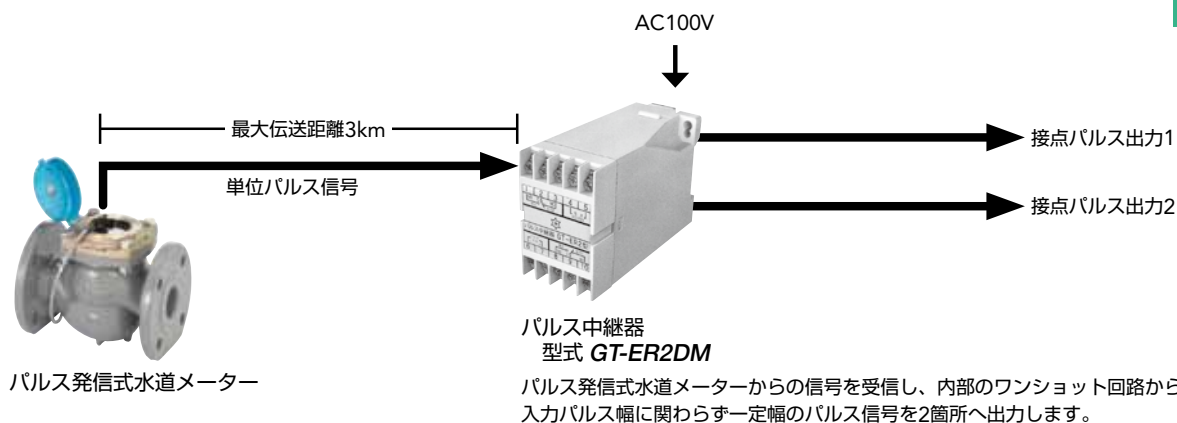 AC100V
最大伝送距離3km
単位パルス信号
接点パルス出力1
接点パルス出力2
パルス中継器
型式 GT-ER2DM
パルス発信式水道メーター
パルス発信式水道メーターからの信号を受信し、内部のワンショット回路から
入力パルス幅に関わらず一定幅のパルス信号を2箇所へ出力します。